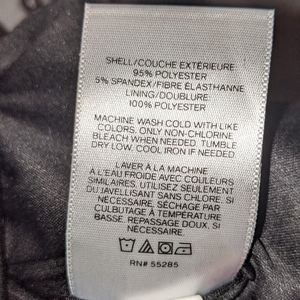 SHELL/COUCHE EXTÉRIEURE
95% POLYESTER
5% SPANDEX/FIBRE ÉLASTHANNE
LINING/DOUBLURE:
100% POLYESTER
MACHINE WASH COLD WITH LIKE
COLORS, ONLY NON-CHLORINE
BLEACH WHEN NEEDED. TUMBLE
DRY LOW. COOL IRON IF NEEDED.
LAVER À LA MACHINE
À L'EAU FROIDE AVEC COULEURS
SIMILAIRES. UTILISEZ SEULEMENT
DU JAVELLISANT SANS CHLORE, SI
NÉCESSAIRE. SÉCHAGE PAR
CULBUTAGE À TEMPÉRATURE
BASSE. REPASSAGE DOUX, SI
NÉCESSAIRE.
RN# 55285